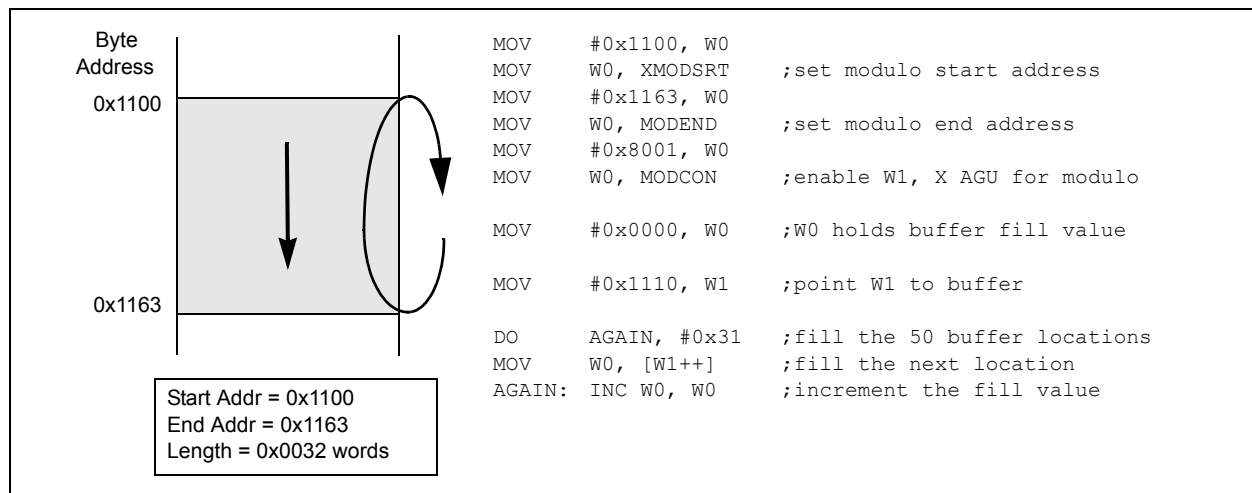 Byte
Address
0x1100
0x1163
Start Addr = 0x1100
End Addr = 0x1163
Length = 0x0032 words
MOV #0x1100, W0
MOV W0, XMODSRT ;set modulo start address
MOV #0x1163, W0
MOV W0, MODEND ;set modulo end address
MOV #0x8001, W0
MOV W0, MODCON ;enable W1, X AGU for modulo
MOV #0x0000, W0 ;W0 holds buffer fill value
MOV #0x1110, W1 ;point W1 to buffer
DO AGAIN, #0x31 ;fill the 50 buffer locations
MOV W0, [W1++] ;fill the next location
AGAIN: INC W0, W0 ;increment the fill value